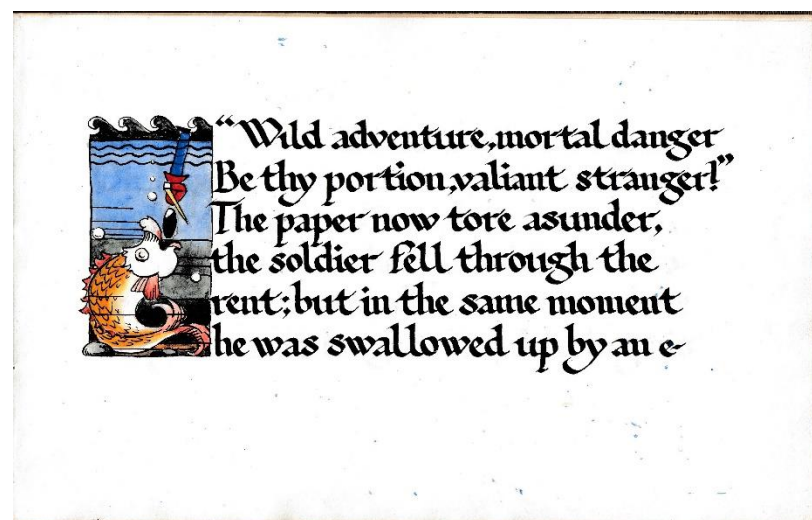 “Wild adventure, mortal danger
Be thy portion, valiant stranger!”
The paper now tore asunder,
the soldier fell through the
rent; but in the same moment
he was swallowed up by an e-